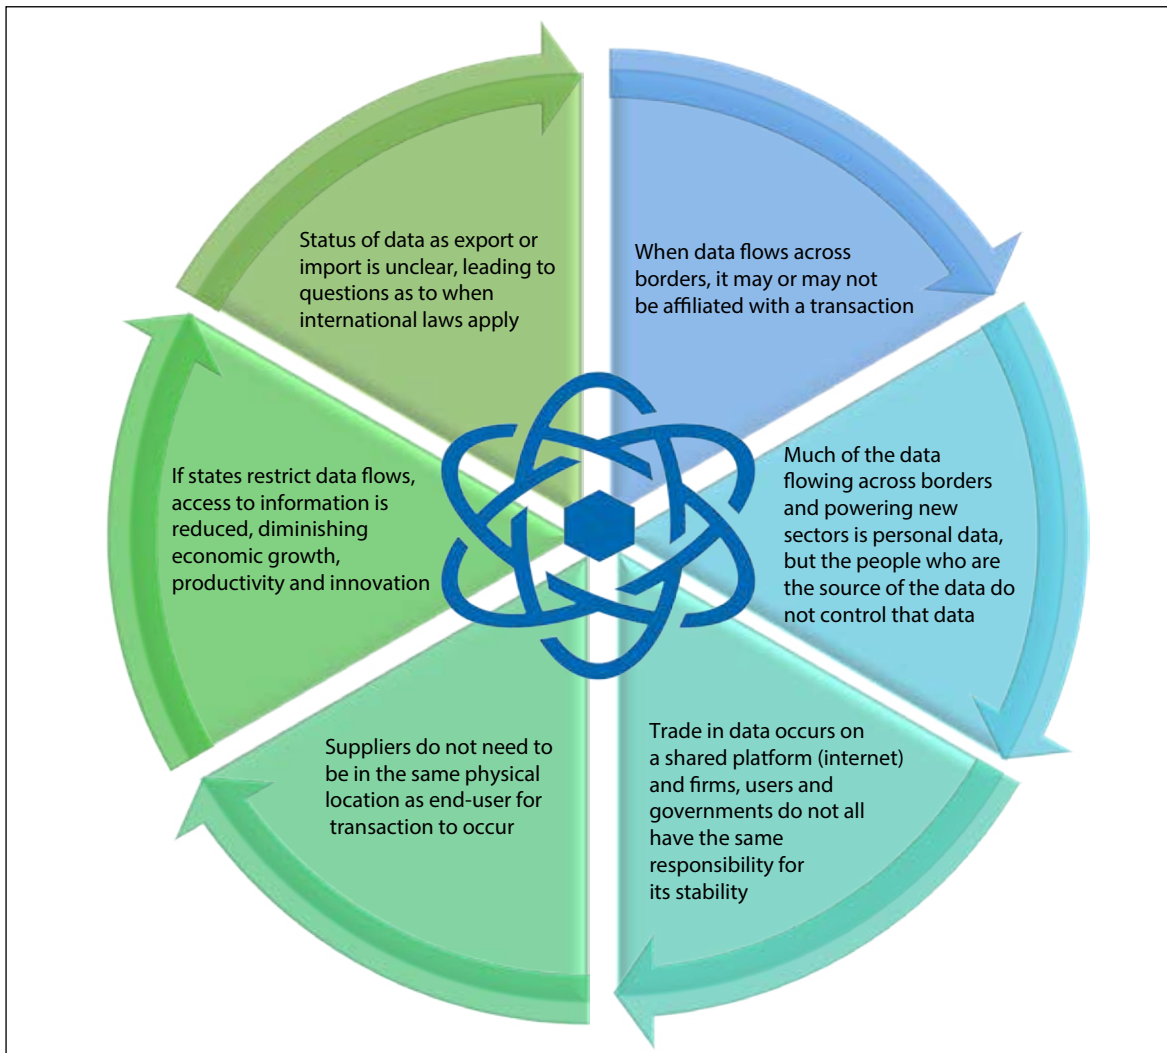 Status of data as export or
import is unclear, leading to
questions as to when
international laws apply
When data flows across
borders, it may or may not
be affiliated with a transaction
Much of the data
flowing across borders
and powering new
sectors is personal data,
but the people who are
the source of the data do
not control that data
Trade in data occurs on
a shared platform (internet)
and firms, users and
governments do not all
have the same
responsibility for
its stability
Suppliers do not need to
be in the same physical
location as end-user for
transaction to occur
If states restrict data flows,
access to information is
reduced, diminishing
economic growth,
productivity and innovation